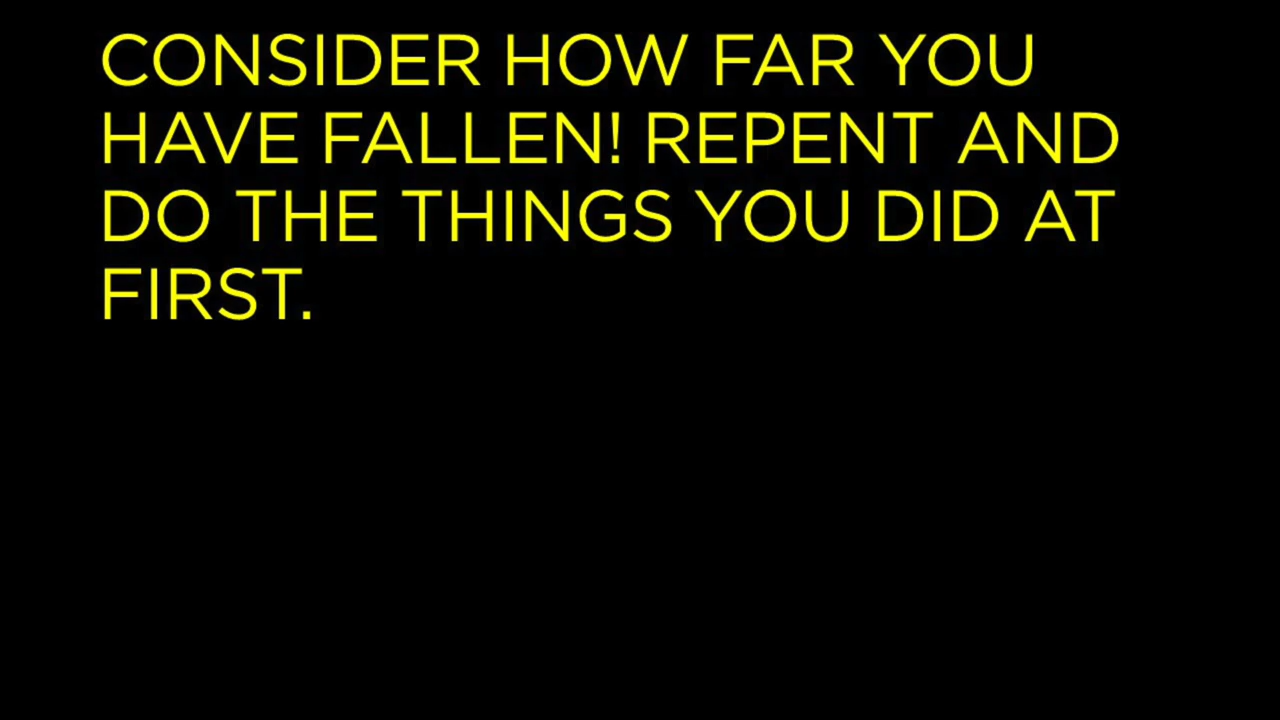 CONSIDER HOW FAR YOU
HAVE FALLEN! REPENT AND
DO THE THINGS YOU DID AT
FIRST.